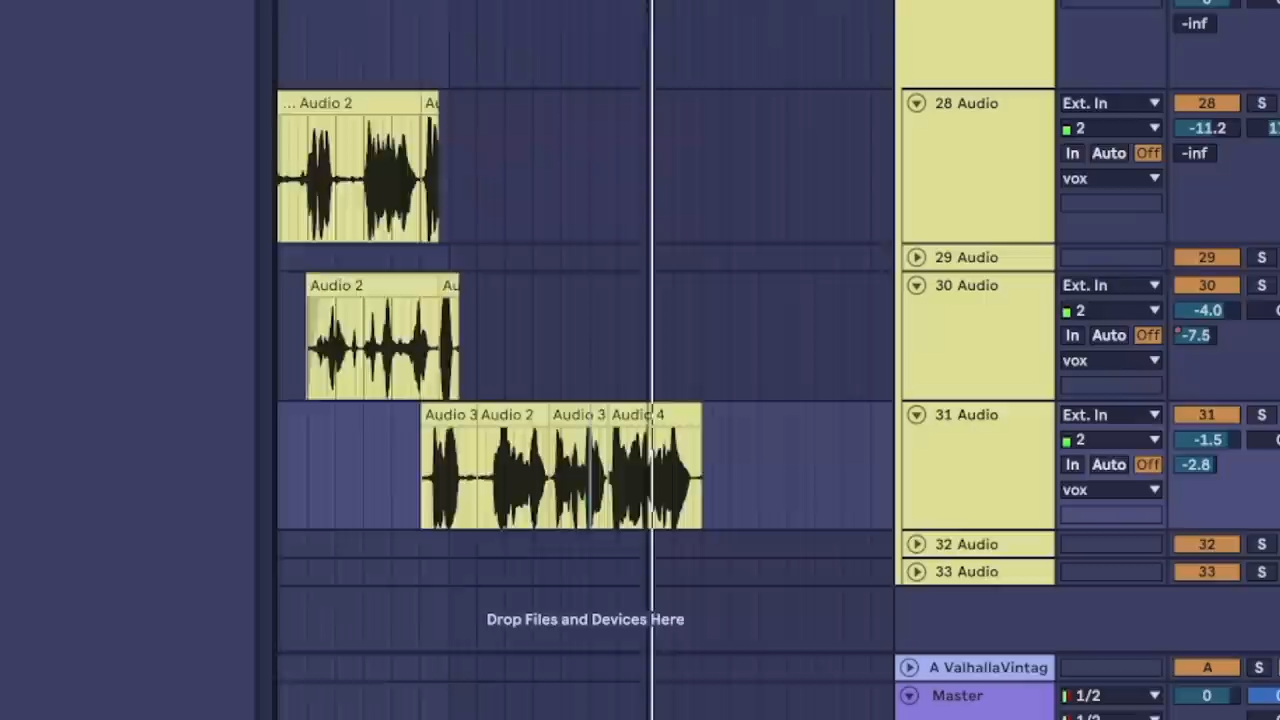 0
-inf
... Audio 2
28 Audio
Ext. In
28
S
2
-11.2
In
Auto
Off
-inf
vox
29 Audio
29
S
Audio 2
30 Audio
Ext. In
30
S
2
-4.0
In
Auto
Off
-7.5
vox
Audio 3
Audio 2
Audio 3
Audio 4
31 Audio
Ext. In
31
S
2
-1.5
In
Auto
Off
-2.8
vox
32 Audio
32
S
33 Audio
33
S
Drop Files and Devices Here
A ValhallaVintag
A
S
Master
1/2
0